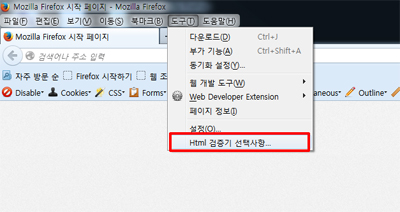 Mozilla Firefox 시작 페이지 - Mozilla Firefox
파일(F) 편집(E) 보기(V) 이동(S) 북마크(B) 도구(T) 도움말(H)
Mozilla Firefox 시작 페이지
다운로드(D) Ctrl+J
부가 기능(A) Ctrl+Shift+A
동기화 설정(Y)...
웹 개발 도구(W)
Web Developer Extension
페이지 정보(I)
설정(O)...
Html 검증기 선택사항...
검색어나 주소 입력
자주 방문 순 Firefox 시작하기 웹 조
Disable Cookies CSS Forms
aneous Outline